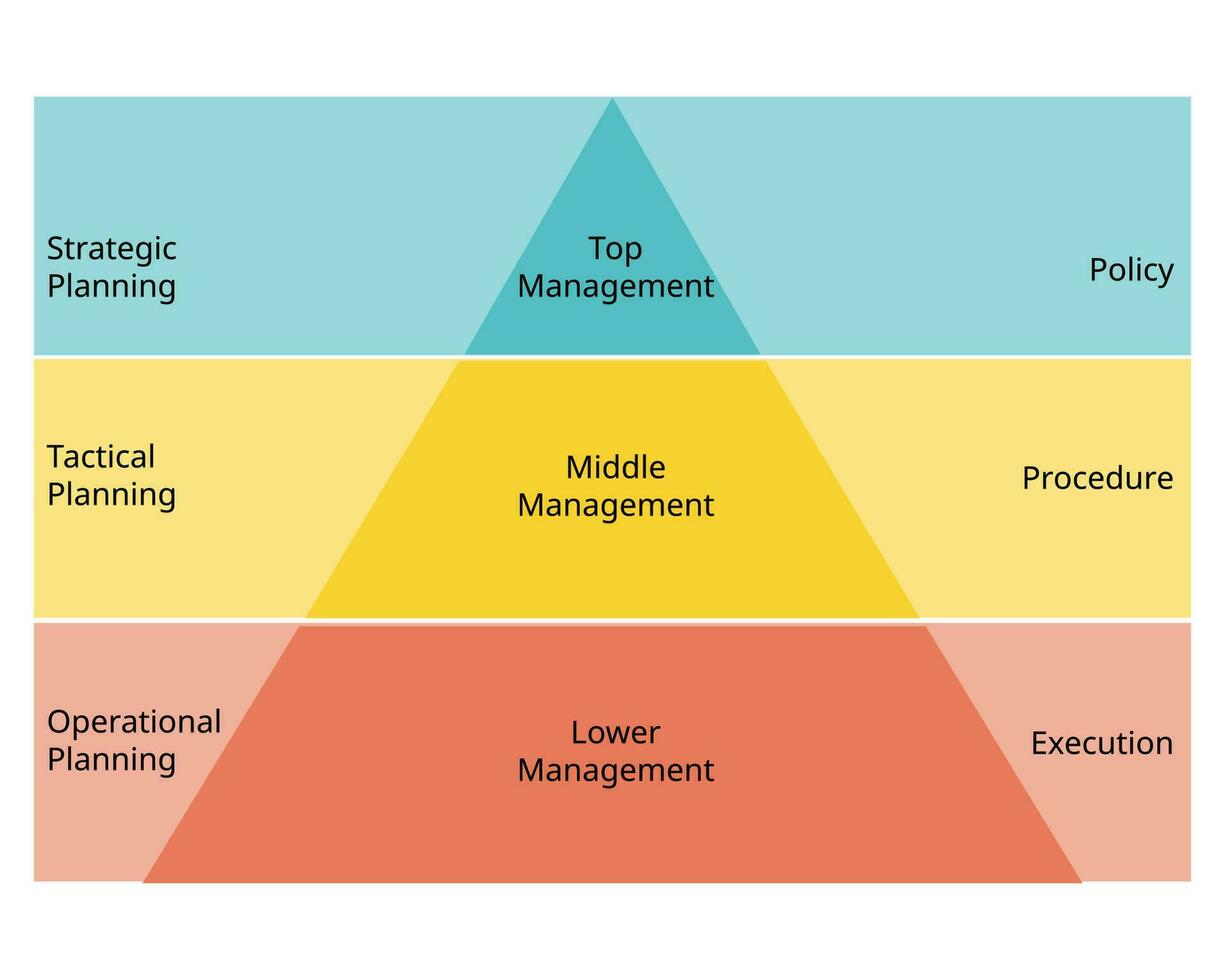 Strategic
Planning
Top
Management
Policy
Tactical
Planning
Middle
Management
Procedure
Operational
Planning
Lower
Management
Execution